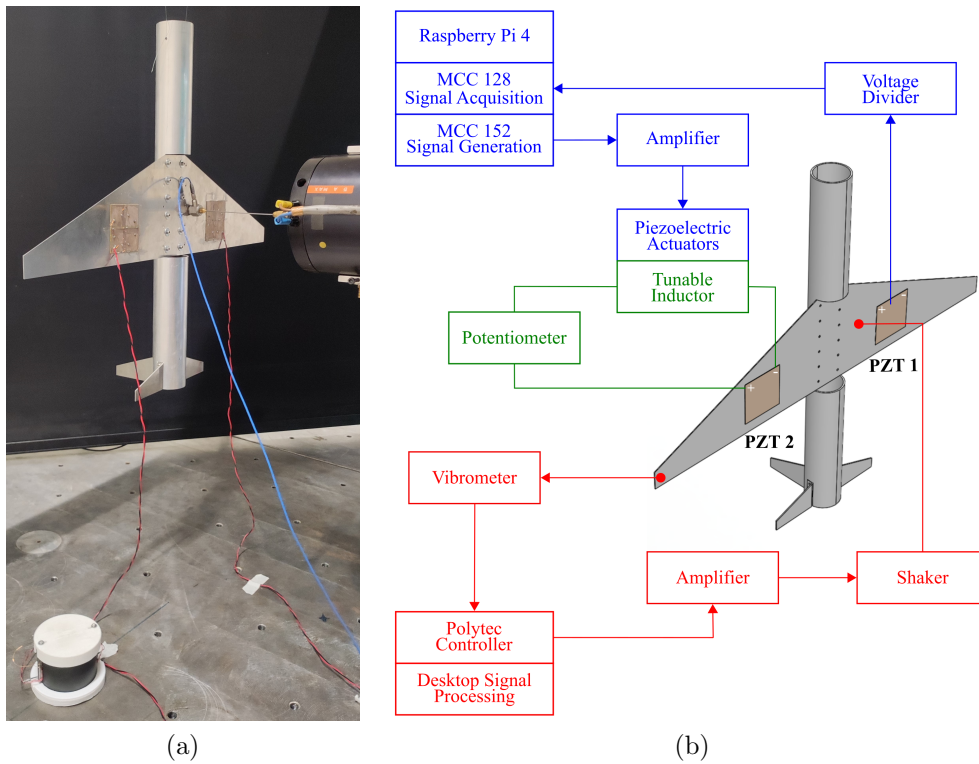 Raspberry Pi 4
MCC 128
Signal Acquisition
MCC 152
Signal Generation
Voltage
Divider
Amplifier
Piezoelectric
Actuators
Tunable
Inductor
Potentiometer
+
-
PZT 1
+
-
PZT 2
Vibrometer
Amplifier
Shaker
Polytec
Controller
Desktop Signal
Processing
(a)
(b)